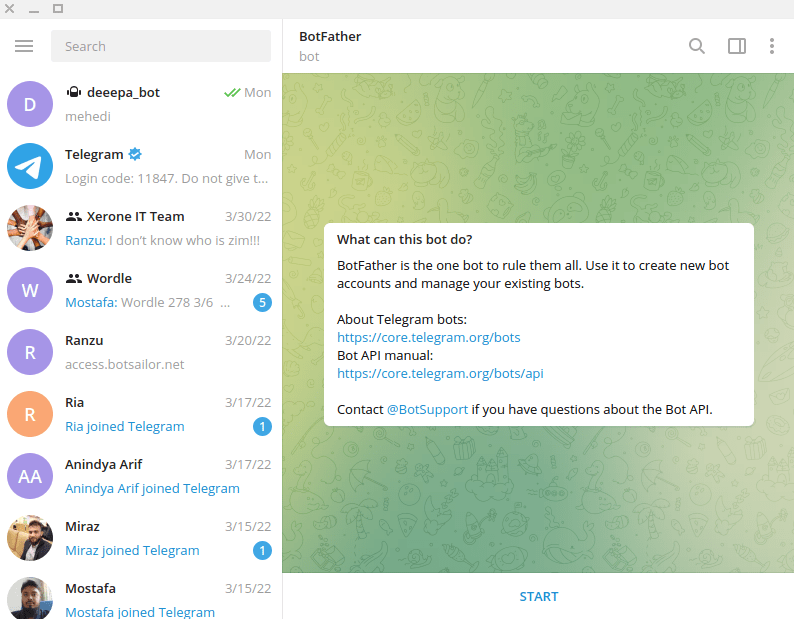 Search
deeepa_bot
Mon
mehedi
Telegram
Mon
Login code: 11847. Do not give t...
Xerone IT Team
3/30/22
Ranzu: I don't know who is zim!!!
Wordle
3/24/22
Mostafa: Wordle 278 3/6 ...
5
Ranzu
3/20/22
access.botsailor.net
Ria
3/17/22
Ria joined Telegram
1
Anindya Arif
3/17/22
Anindya Arif joined Telegram
Miraz
3/15/22
Miraz joined Telegram
1
Mostafa
3/15/22
Mostafa joined Telegram
D
W
R
R
AA
BotFather
bot
What can this bot do?
BotFather is the one bot to rule them all. Use it to create new bot
accounts and manage your existing bots.
About Telegram bots:
https://core.telegram.org/bots
Bot API manual:
https://core.telegram.org/bots/api
Contact @BotSupport if you have questions about the Bot API.
START